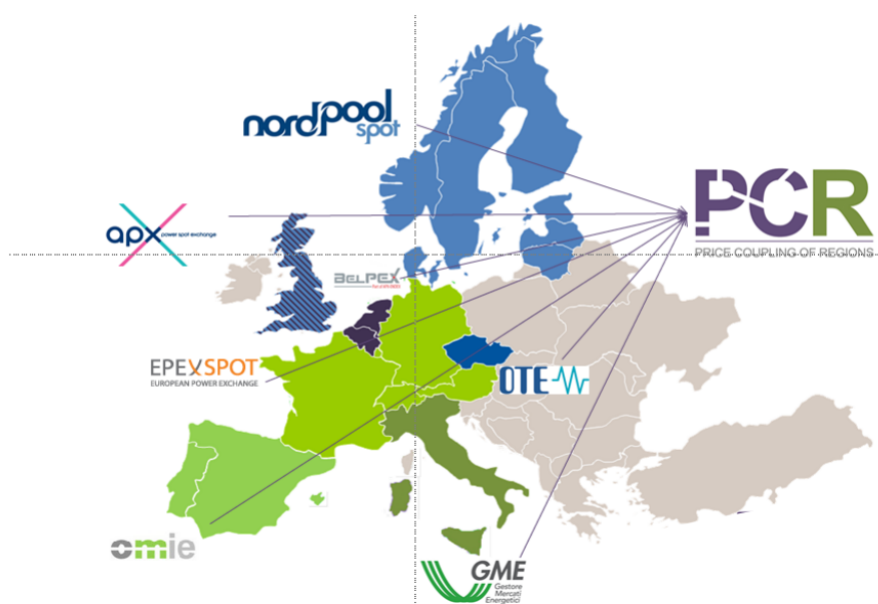 nordpool
spot
PCR
PRICE COUPLING OF REGIONS
apx power spot exchange
BELPEX
EPEXSPOT
EUROPEAN POWER EXCHANGE
OTE
omie
GME
Gestore
Mercati
Energetici